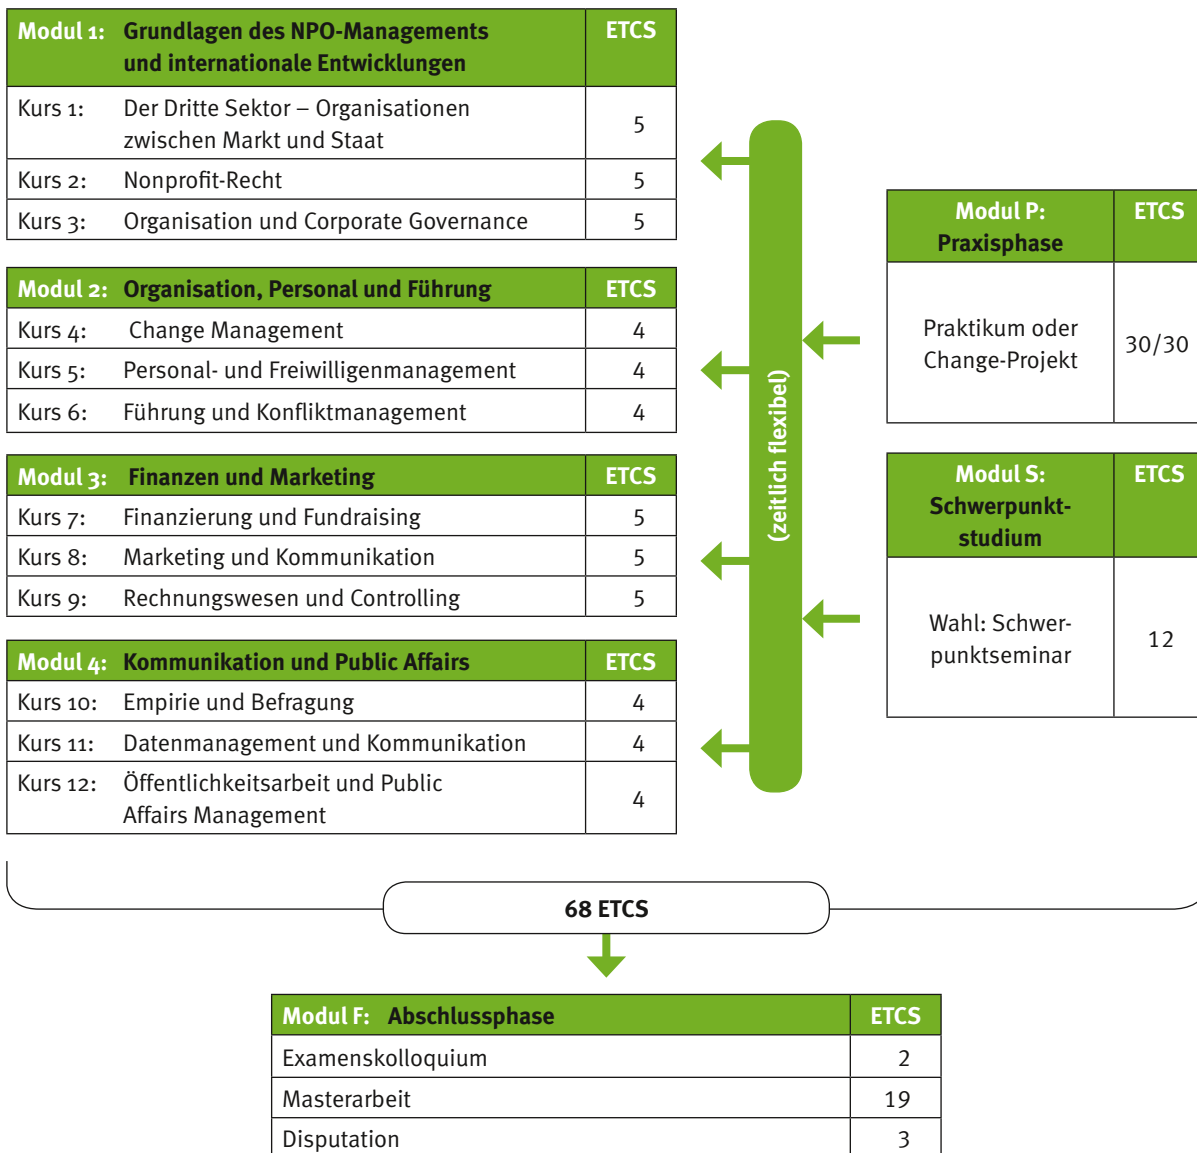 Modul 1: Grundlagen des NPO-Managements ETCS
und internationale Entwicklungen
Kurs 1: Der Dritte Sektor – Organisationen
zwischen Markt und Staat 5
Kurs 2: Nonprofit-Recht 5
Kurs 3: Organisation und Corporate Governance 5
Modul 2: Organisation, Personal und Führung ETCS
Kurs 4: Change Management 4
Kurs 5: Personal- und Freiwilligenmanagement 4
Kurs 6: Führung und Konfliktmanagement 4
Modul 3: Finanzen und Marketing ETCS
Kurs 7: Finanzierung und Fundraising 5
Kurs 8: Marketing und Kommunikation 5
Kurs 9: Rechnungswesen und Controlling 5
Modul 4: Kommunikation und Public Affairs ETCS
Kurs 10: Empirie und Befragung 4
Kurs 11: Datenmanagement und Kommunikation 4
Kurs 12: Öffentlichkeitsarbeit und Public
Affairs Management 4
(zeitlich flexibel)
Modul P: ETCS
Praxisphase
Praktikum oder
Change-Projekt 30/30
Modul S: ETCS
Schwerpunkt-
studium
Wahl: Schwer-
punktseminar 12
68 ETCS
Modul F: Abschlussphase ETCS
Examenskolloquium 2
Masterarbeit 19
Disputation 3